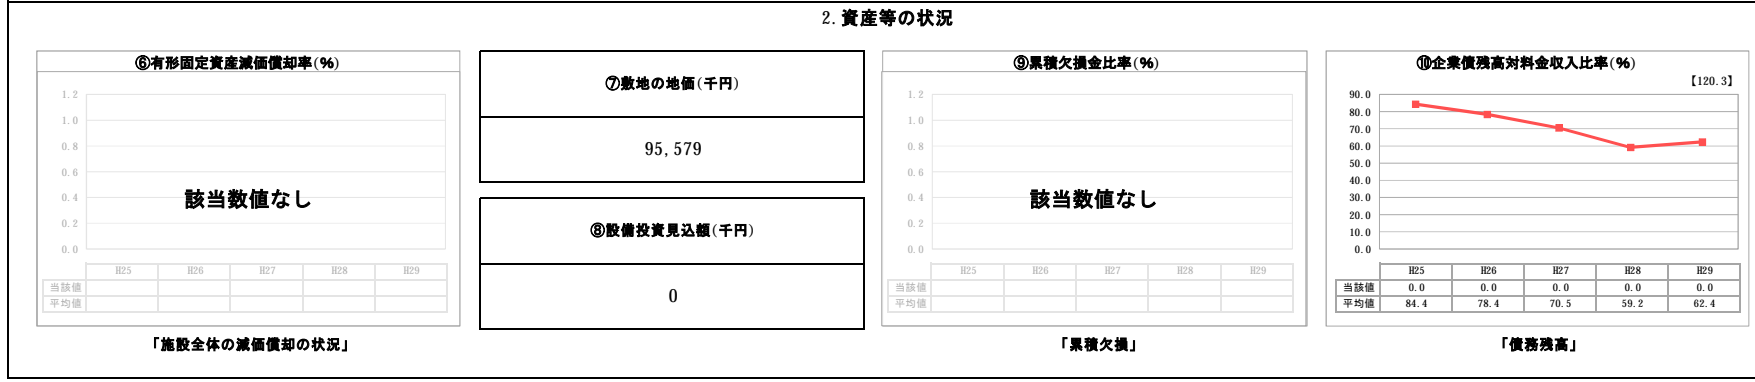 2. 資産等の状況
⑥有形固定資産減価償却率(%)
1.2
1.0
0.8
0.6
0.4
0.2
0.0
該当数値なし
H25 H26 H27 H28 H29
当該値
平均値
「施設全体の減価償却の状況」
⑦敷地の地価(千円)
95,579
⑧設備投資見込額(千円)
0
⑨累積欠損金比率(%)
1.2
1.0
0.8
0.6
0.4
0.2
0.0
該当数値なし
H25 H26 H27 H28 H29
当該値
平均値
「累積欠損」
⑩企業債残高対料金収入比率(%)
【120.3】
90.0
80.0
70.0
60.0
50.0
40.0
30.0
20.0
10.0
0.0
H25 H26 H27 H28 H29
当該値 0.0 0.0 0.0 0.0 0.0
平均値 84.4 78.4 70.5 59.2 62.4
「債務残高」